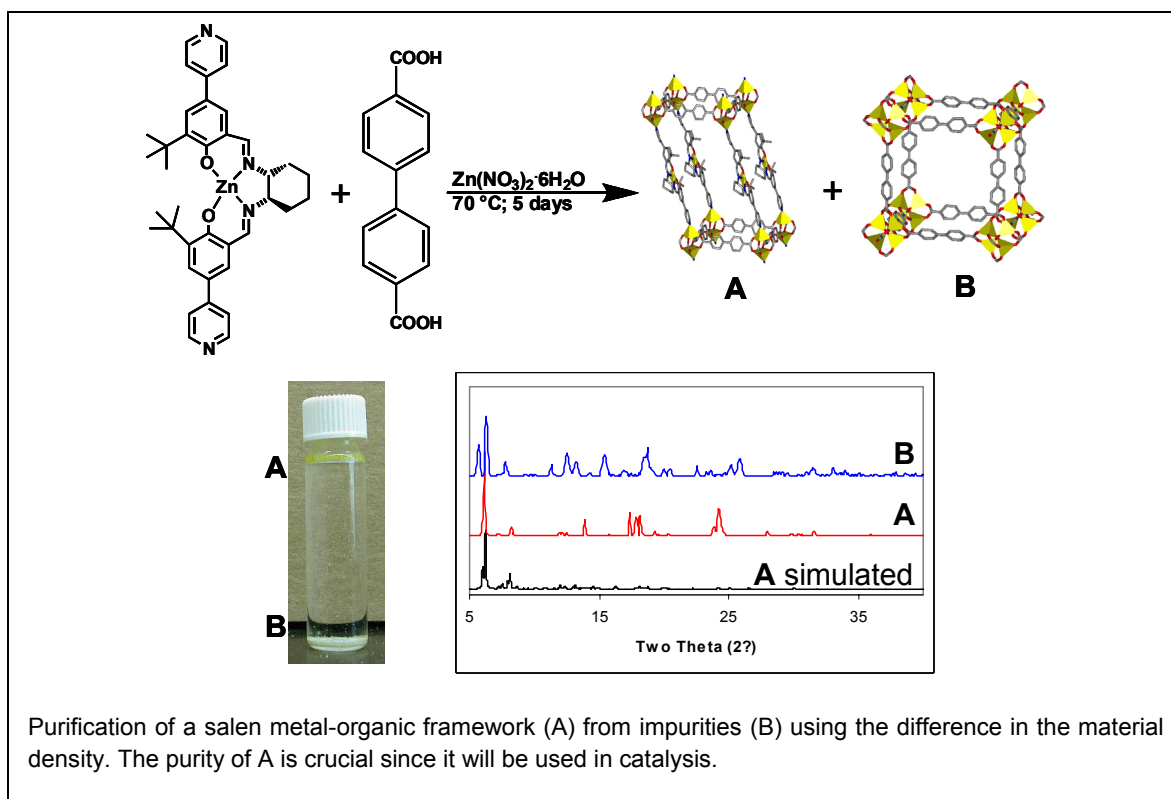 N
COOH
O
N
Zn
+
O
N
N
COOH
Zn(NO3)2·6H2O
70 °C; 5 days
+
A
B
A
B
B
A
A simulated
5 15 25 35
Two Theta (2?)
Purification of a salen metal-organic framework (A) from impurities (B) using the difference in the material
density. The purity of A is crucial since it will be used in catalysis.